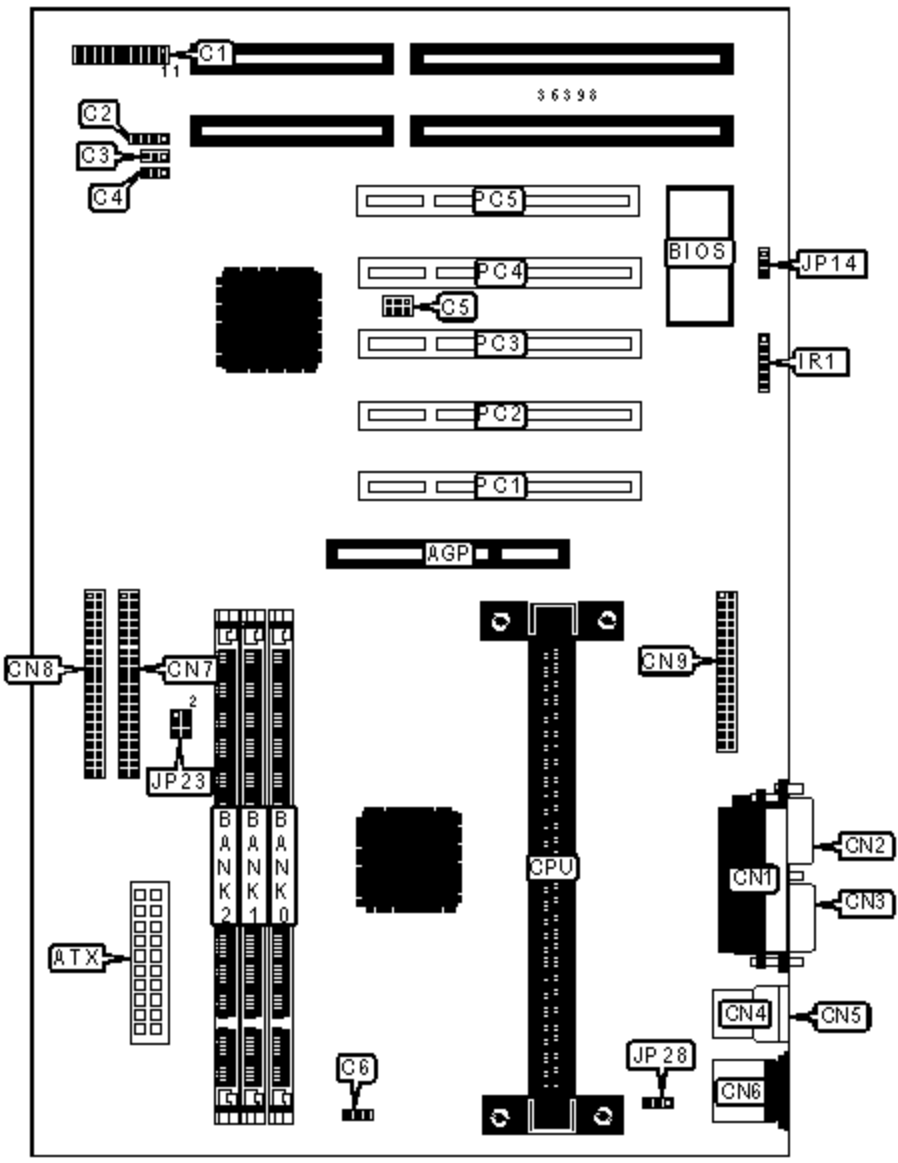 C1
11
36398
C2
C3
C4
PC5
BIOS
PC4
JP14
C5
PC3
IR1
PC2
PC1
AGP
CN8
CN7
CN9
2
JP23
BANK2
BANK1
BANK0
CPU
CN2
CN1
CN3
ATX
CN4
CN5
JP28
C6
CN6